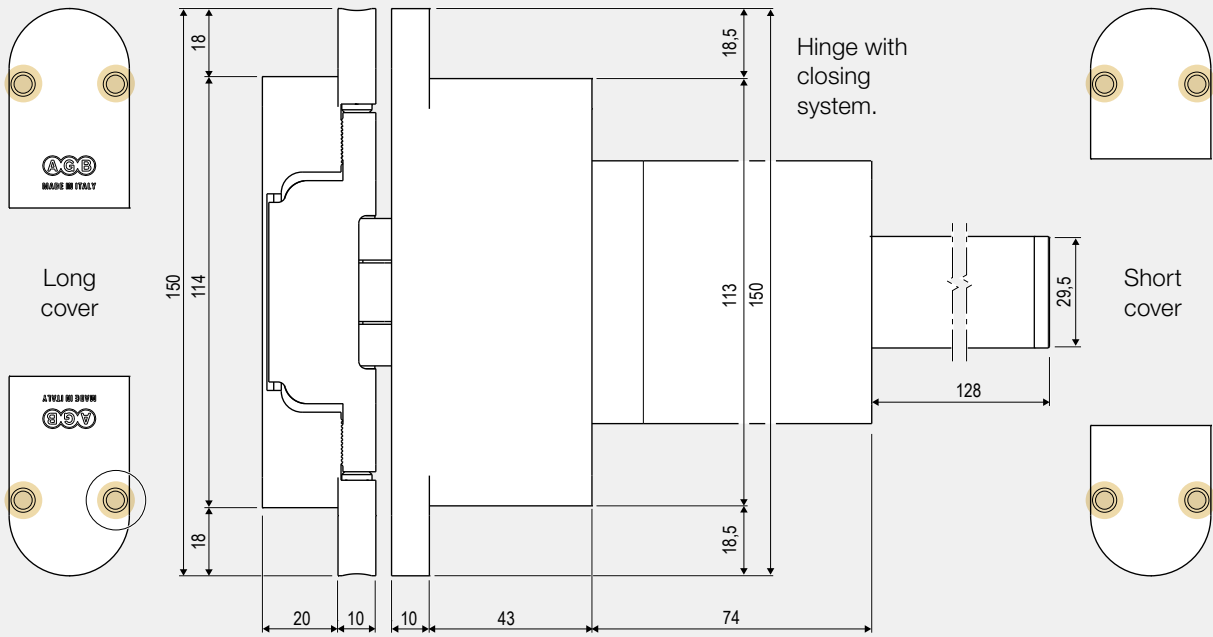 AGB
MADE IN ITALY
Long
cover
MADE IN ITALY
AGB
18
150
114
18
20
10
10
43
74
18,5
113
150
18,5
Hinge with
closing
system.
29,5
128
Short
cover